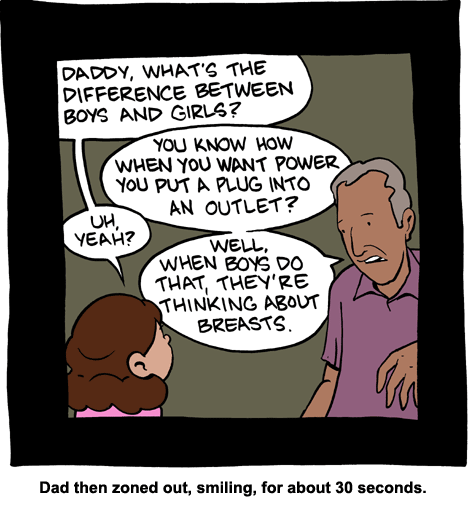 DADDY, WHAT'S THE
DIFFERENCE BETWEEN
BOYS AND GIRLS?
YOU KNOW HOW
WHEN YOU WANT POWER
YOU PUT A PLUG INTO
AN OUTLET?
UH,
YEAH?
WELL,
WHEN BOYS DO
THAT, THEY'RE
THINKING ABOUT
BREASTS.
Dad then zoned out, smiling, for about 30 seconds.